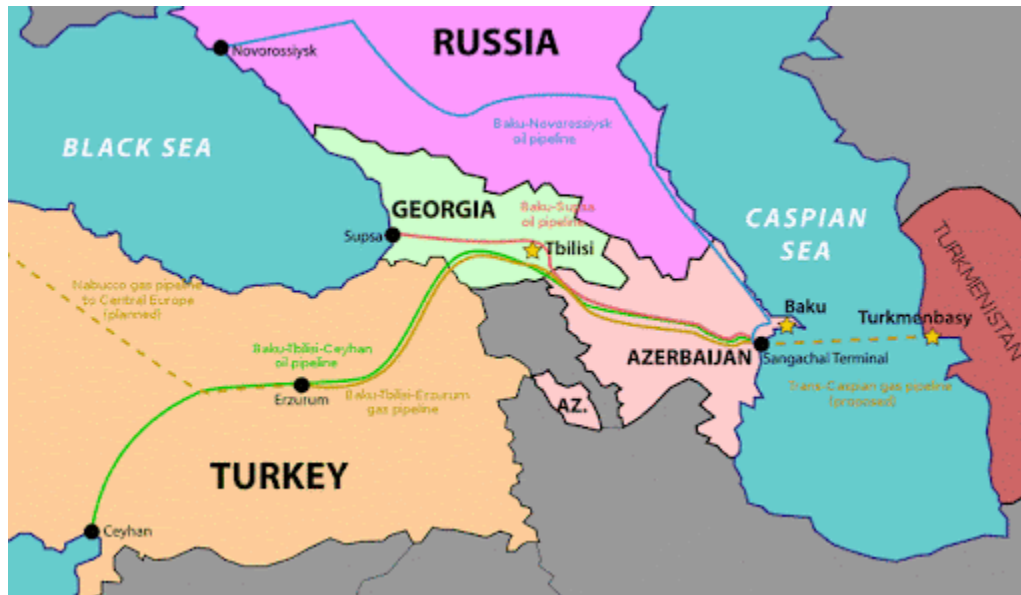 RUSSIA
Novorossiysk
Baku-Novorossiysk
oil pipeline
BLACK SEA
GEORGIA
Baku-Supsa
oil pipeline
Supsa
Tbilisi
CASPIAN
SEA
TURKMENISTAN
Nabucco gas pipeline
to Central Europe
(planned)
Baku
Turkmenbasy
Baku-Tbilisi-Ceyhan
oil pipeline
AZERBAIJAN
Sangachal Terminal
Erzurum
Baku-Tbilisi-Erzurum
gas pipeline
Trans-Caspian gas pipeline
(proposed)
AZ.
TURKEY
Ceyhan